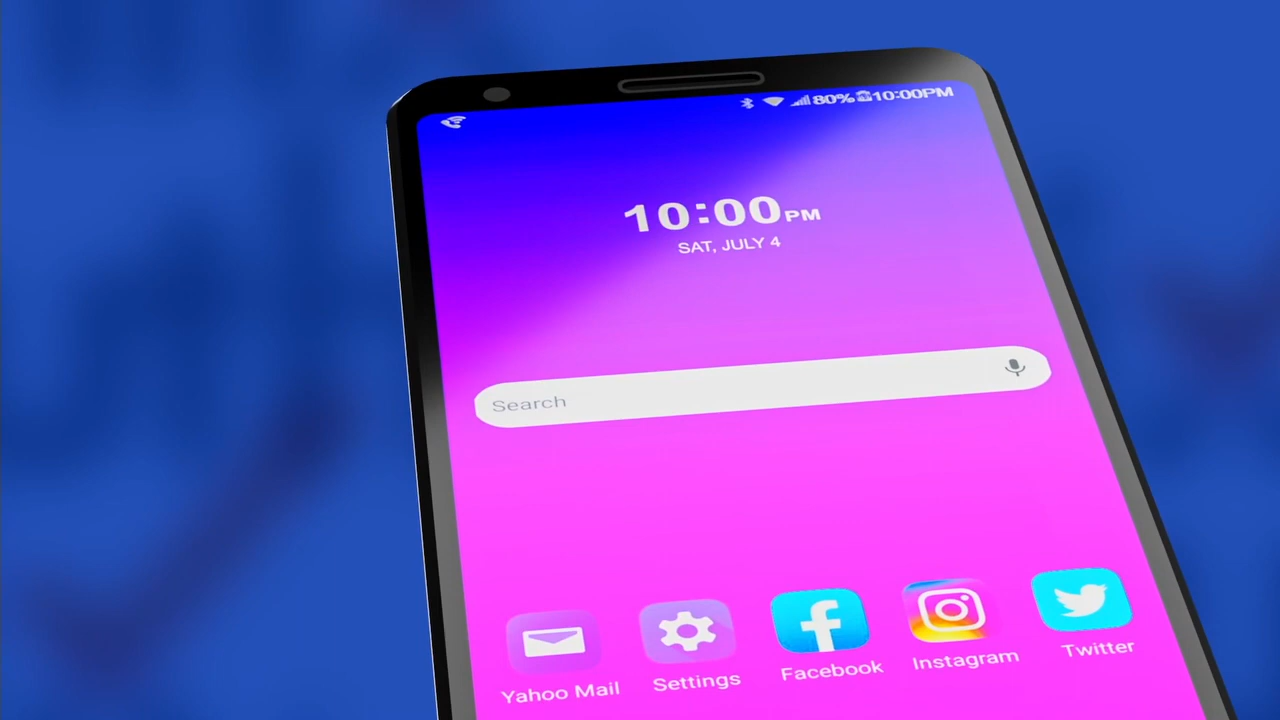 80% 10:00PM
10:00PM
SAT, JULY 4
Search
Yahoo Mail
Settings
Facebook
Instagram
Twitter